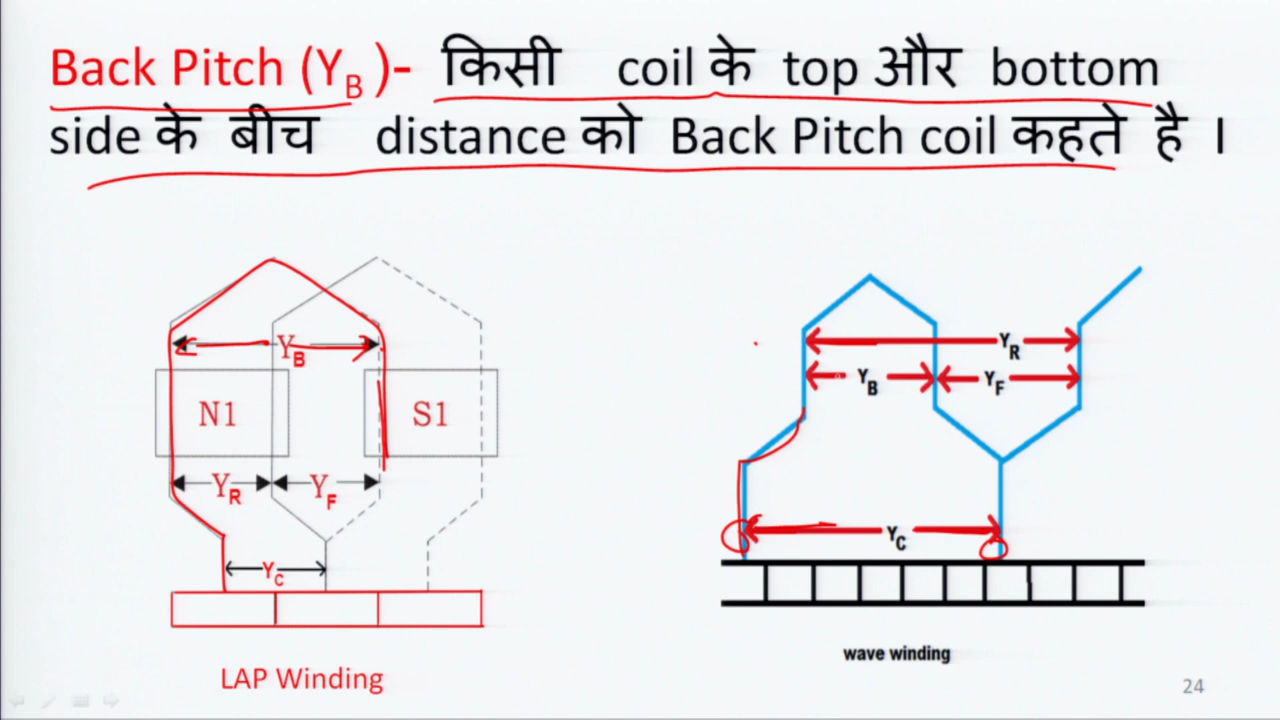 Back Pitch (YB)- किसी coil के top और bottom
side के बीच distance को Back Pitch coil कहते है ।
YB
N1 S1
YR YF
YC
LAP Winding
YR
YB YF
YC
wave winding
24